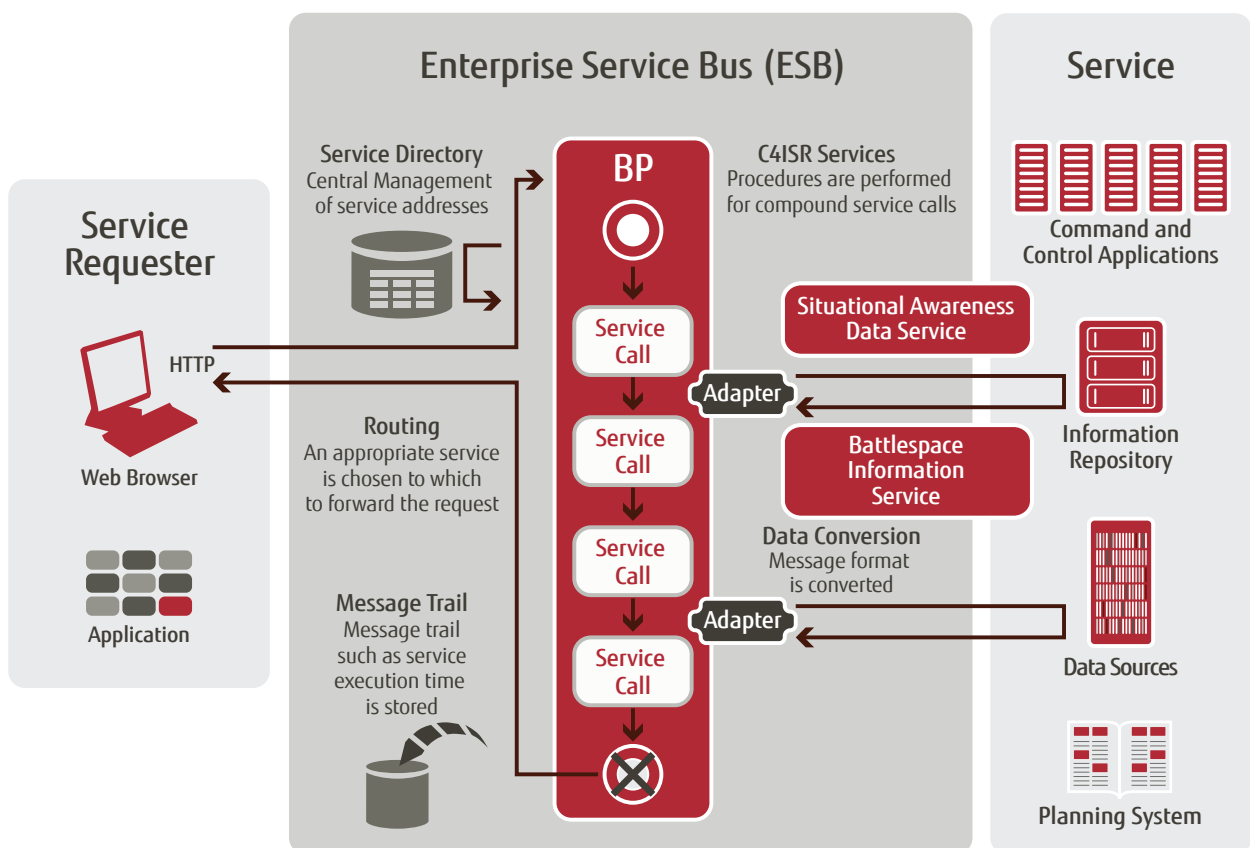 Enterprise Service Bus (ESB)
Service
Service
Requester
HTTP
Web Browser
Application
Service Directory
Central Management
of service addresses
Routing
An appropriate service
is chosen to which
to forward the request
Message Trail
Message trail
such as service
execution time
is stored
BP
Service
Call
Service
Call
Service
Call
Service
Call
Adapter
Adapter
C4ISR Services
Procedures are performed
for compound service calls
Situational Awareness
Data Service
Battlespace
Information
Service
Data Conversion
Message format
is converted
Command and
Control Applications
Information
Repository
Data Sources
Planning System